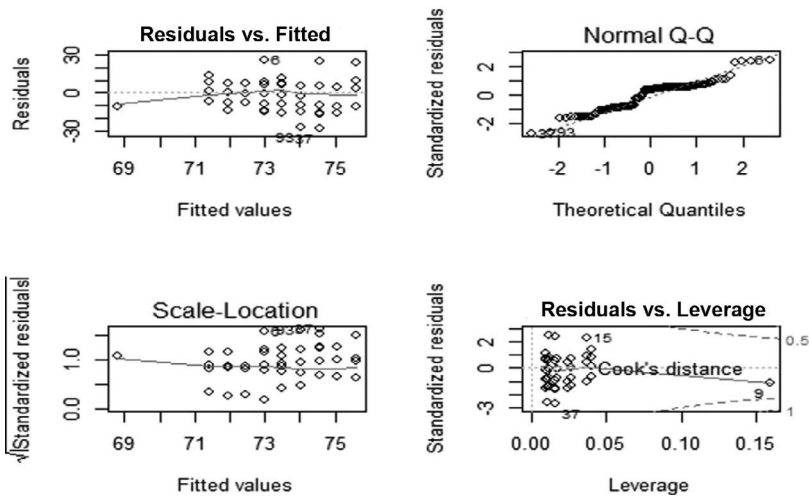 Residuals vs. Fitted
Residuals
30
0
-30
6
9337
69 71 73 75
Fitted values
Normal Q-Q
Standardized residuals
2
0
-2
6
3793
-2 -1 0 1 2
Theoretical Quantiles
Scale-Location
√|Standardized residuals|
1.0
0.0
69 71 73 75
Fitted values
Residuals vs. Leverage
Standardized residuals
2
0
-3
15
Cook's distance
9
37
0.5
1
0.00 0.05 0.10 0.15
Leverage